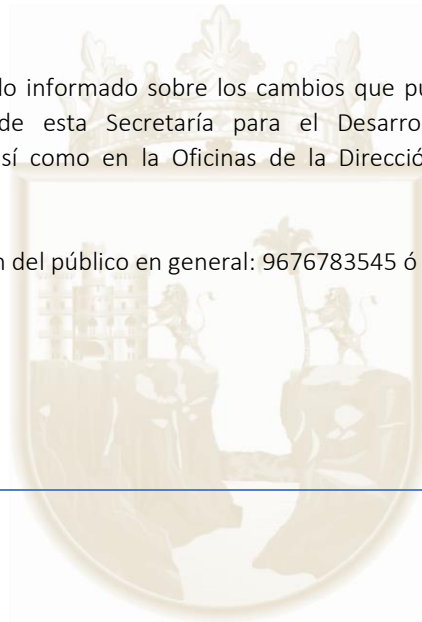 lo informado sobre los cambios que pu
de esta Secretaría para el Desarro
sí como en la Oficinas de la Direcció
n del público en general: 9676783545 ó